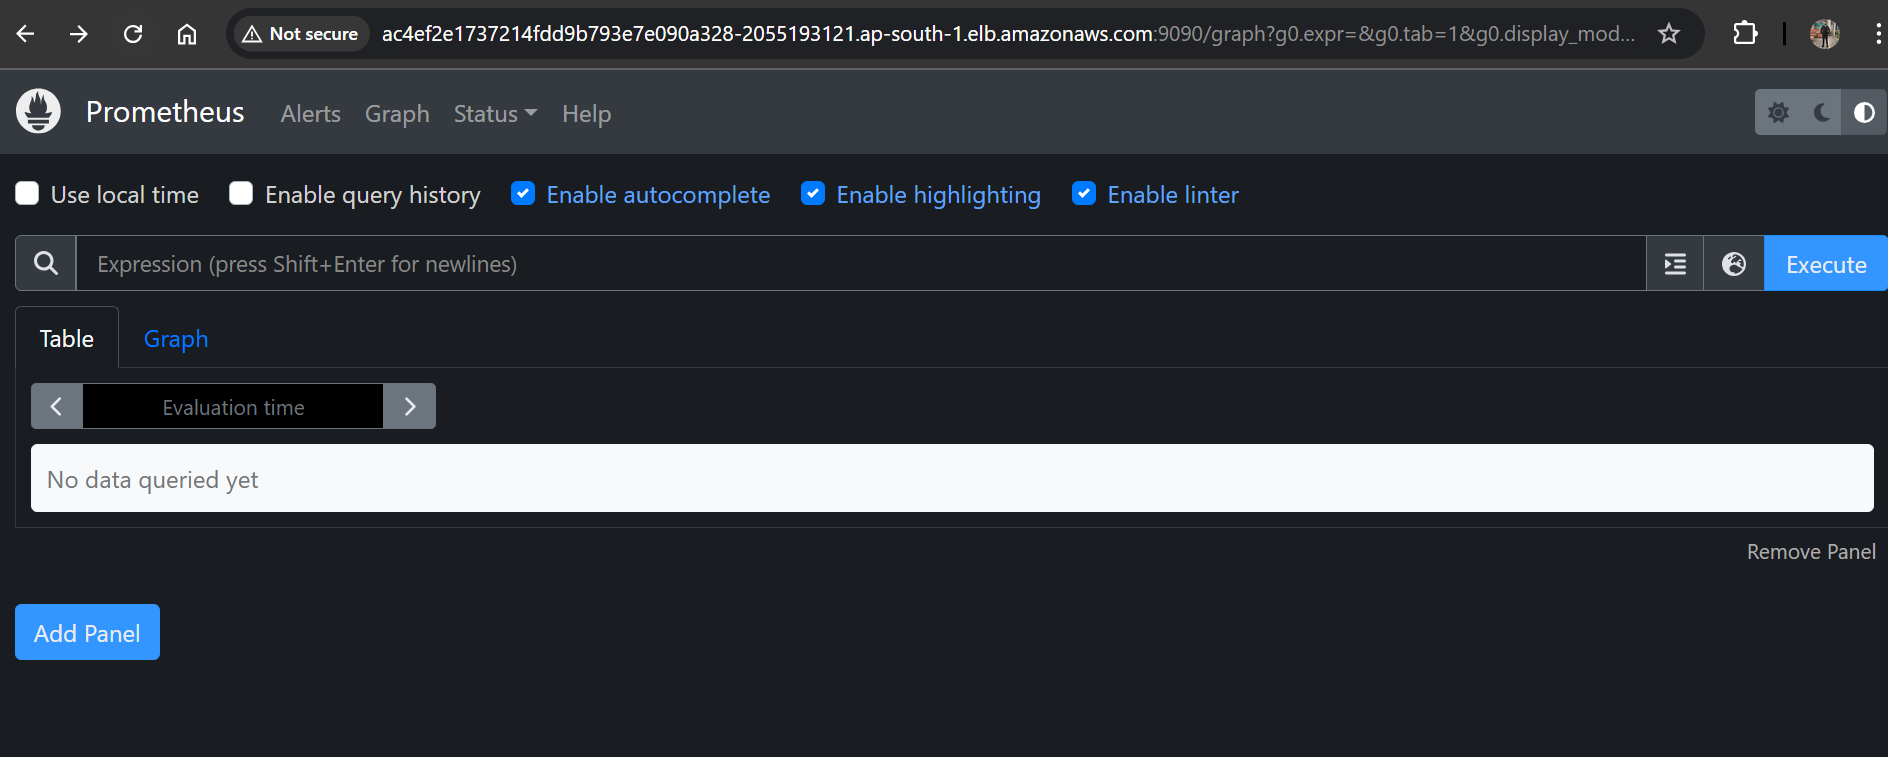 Not secure ac4ef2e1737214fdd9b793e7e090a328-2055193121.ap-south-1.elb.amazonaws.com:9090/graph?g0.expr=&g0.tab=1&g0.display_mod...
Prometheus Alerts Graph Status Help
Use local time Enable query history Enable autocomplete Enable highlighting Enable linter
Expression (press Shift+Enter for newlines) Execute
Table Graph
Evaluation time
No data queried yet
Remove Panel
Add Panel